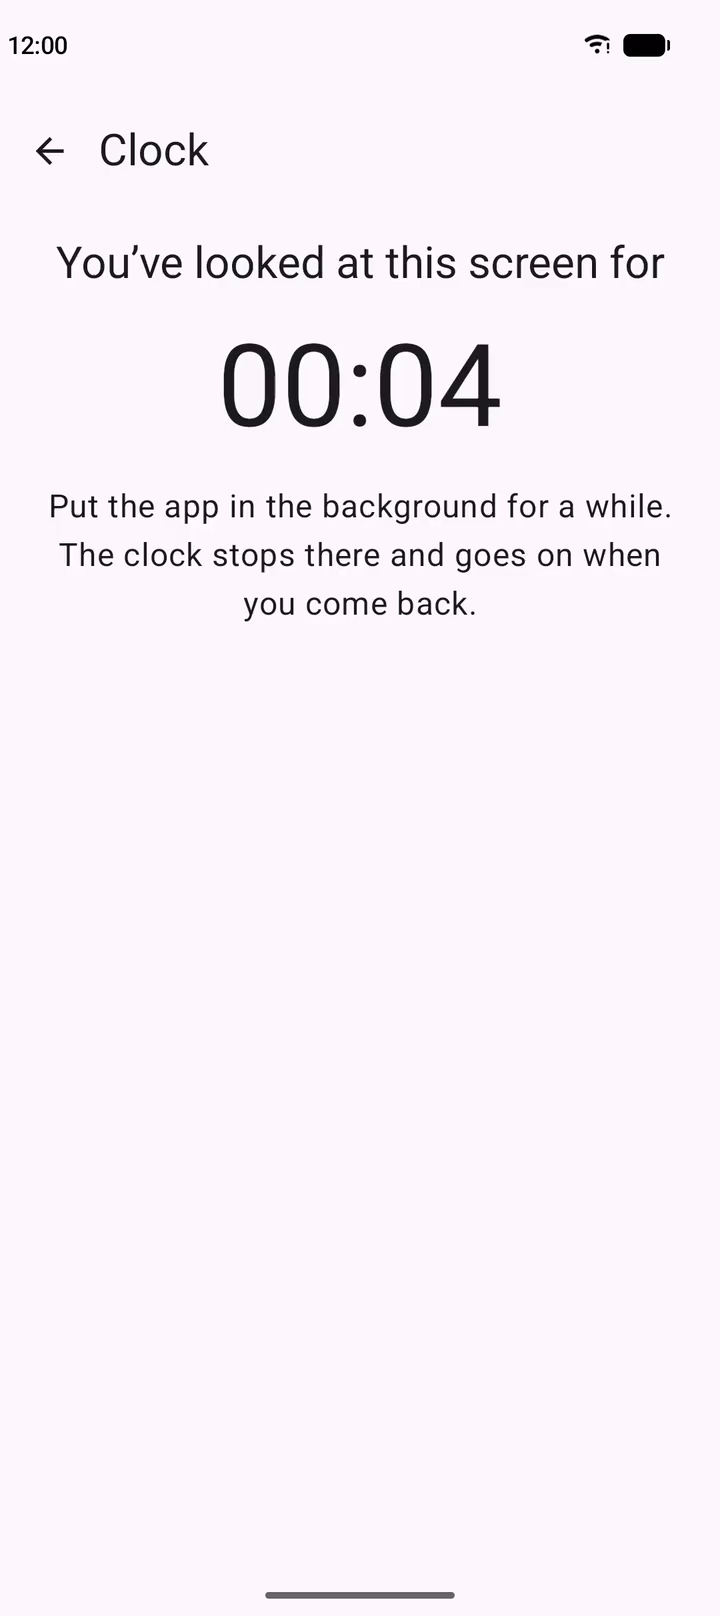 12:00
Clock
You’ve looked at this screen for
00:04
Put the app in the background for a while.
The clock stops there and goes on when
you come back.